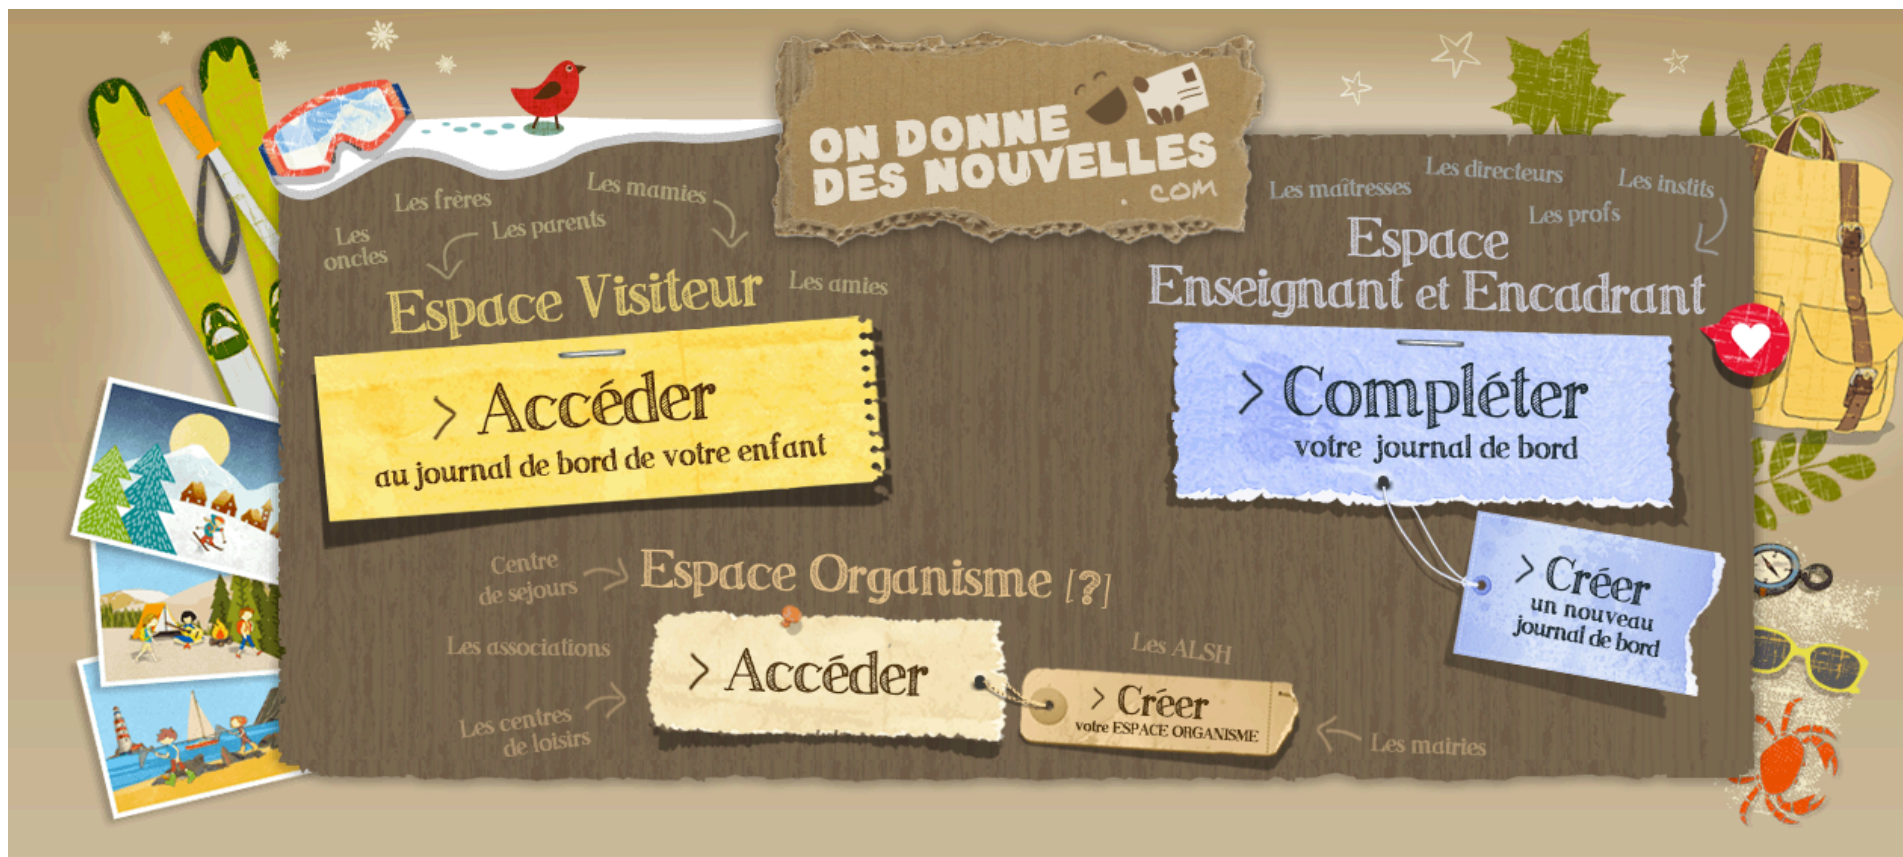 ON DONNE
DES NOUVELLES
. COM
Les frères
Les mamies
Les
oncles
Les parents
Les amies
Espace Visiteur
> Accéder
au journal de bord de votre enfant
Les maîtresses
Les directeurs
Les instits
Les profs
Espace
Enseignant et Encadrant
> Compléter
votre journal de bord
> Créer
un nouveau
journal de bord
Centre
de sejours
Espace Organisme [?]
Les associations
Les ALSH
> Accéder
> Créer
votre ESPACE ORGANISME
Les centres
de loisirs
Les mairies